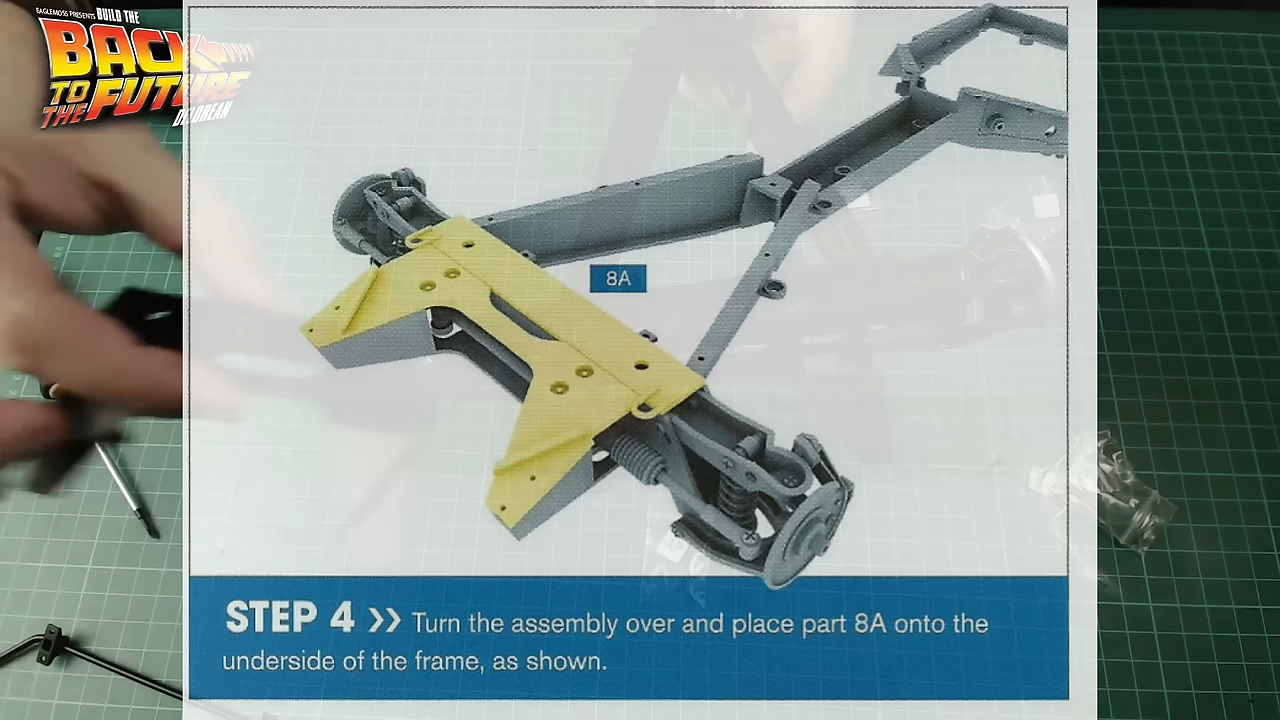 EAGLEMOSS PRESENTS BUILD THE
BACK
TO THE FUTURE
DELOREAN
8A
STEP 4 >> Turn the assembly over and place part 8A onto the
underside of the frame, as shown.